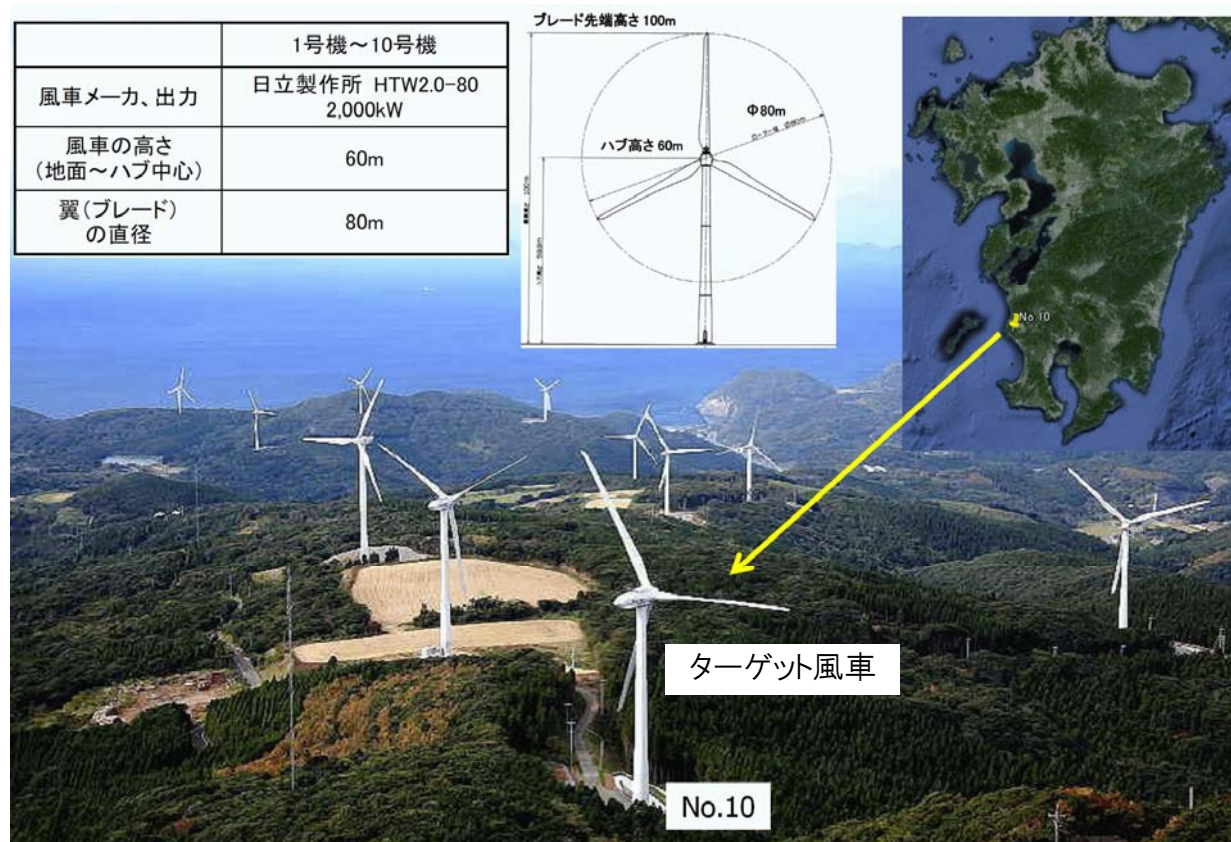 1号機～10号機
風車メーカ、出力
日立製作所 HTW2.0-80
2,000kW
風車の高さ
(地面～ハブ中心)
60m
翼(ブレード)
の直径
80m
ブレード先端高さ 100m
Φ80m
ハブ高さ 60m
No.10
ターゲット風車
No.10